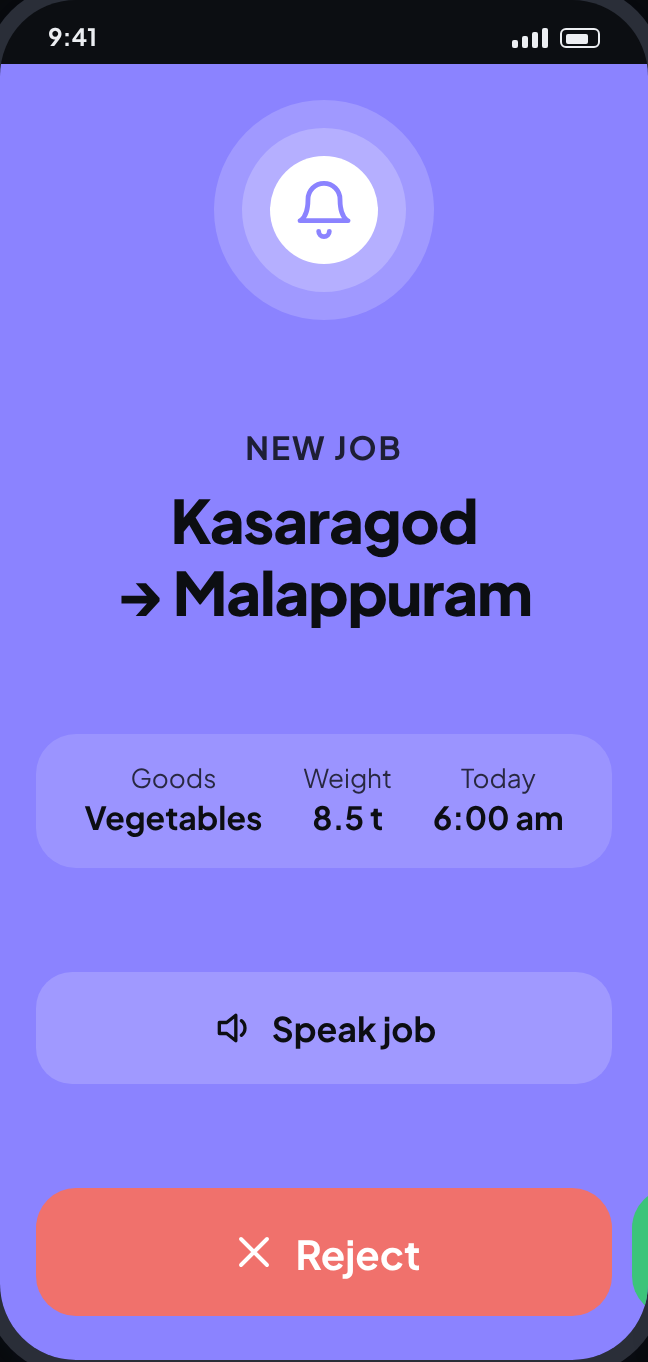 9:41
NEW JOB
Kasaragod
→ Malappuram
Goods Weight Today
Vegetables 8.5 t 6:00 am
Speak job
Reject